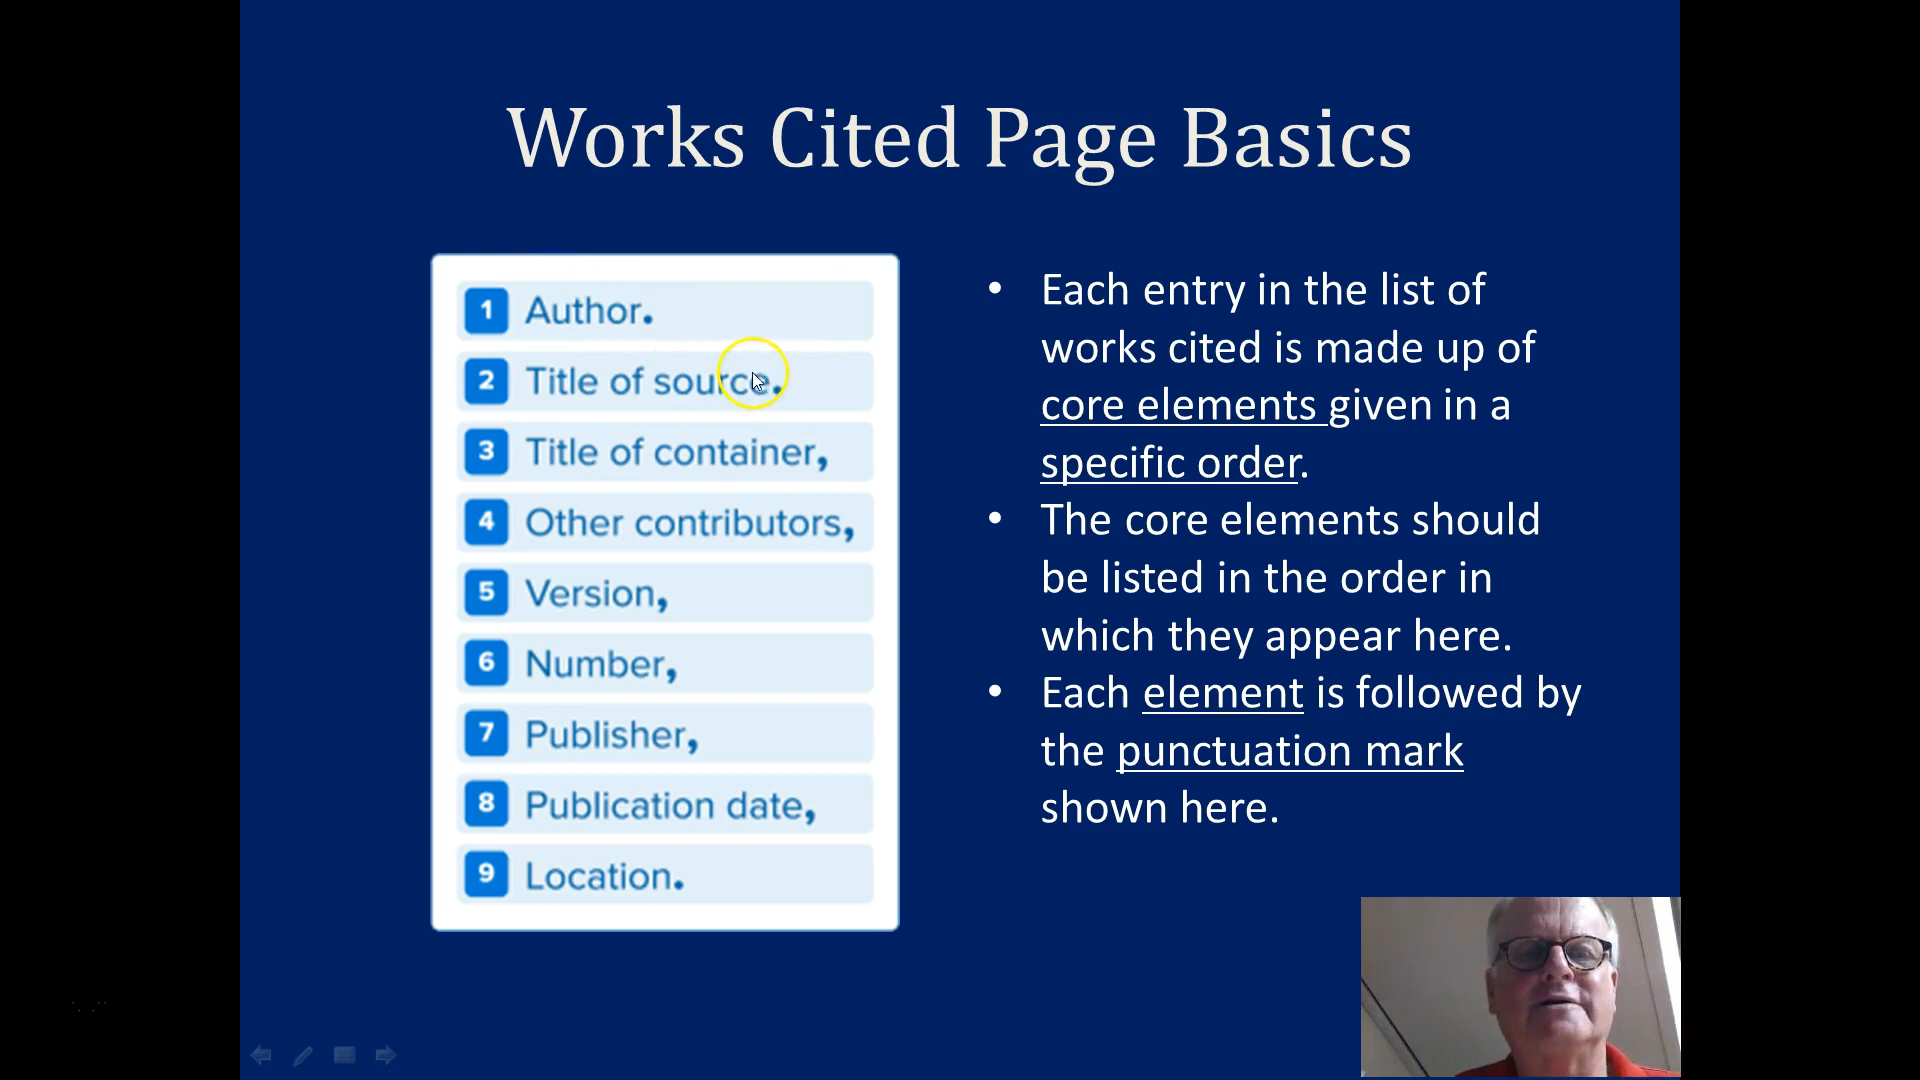 Works Cited Page Basics
1 Author.
2 Title of source.
3 Title of container,
4 Other contributors,
5 Version,
6 Number,
7 Publisher,
8 Publication date,
9 Location.
• Each entry in the list of
works cited is made up of
core elements given in a
specific order.
• The core elements should
be listed in the order in
which they appear here.
• Each element is followed by
the punctuation mark
shown here.